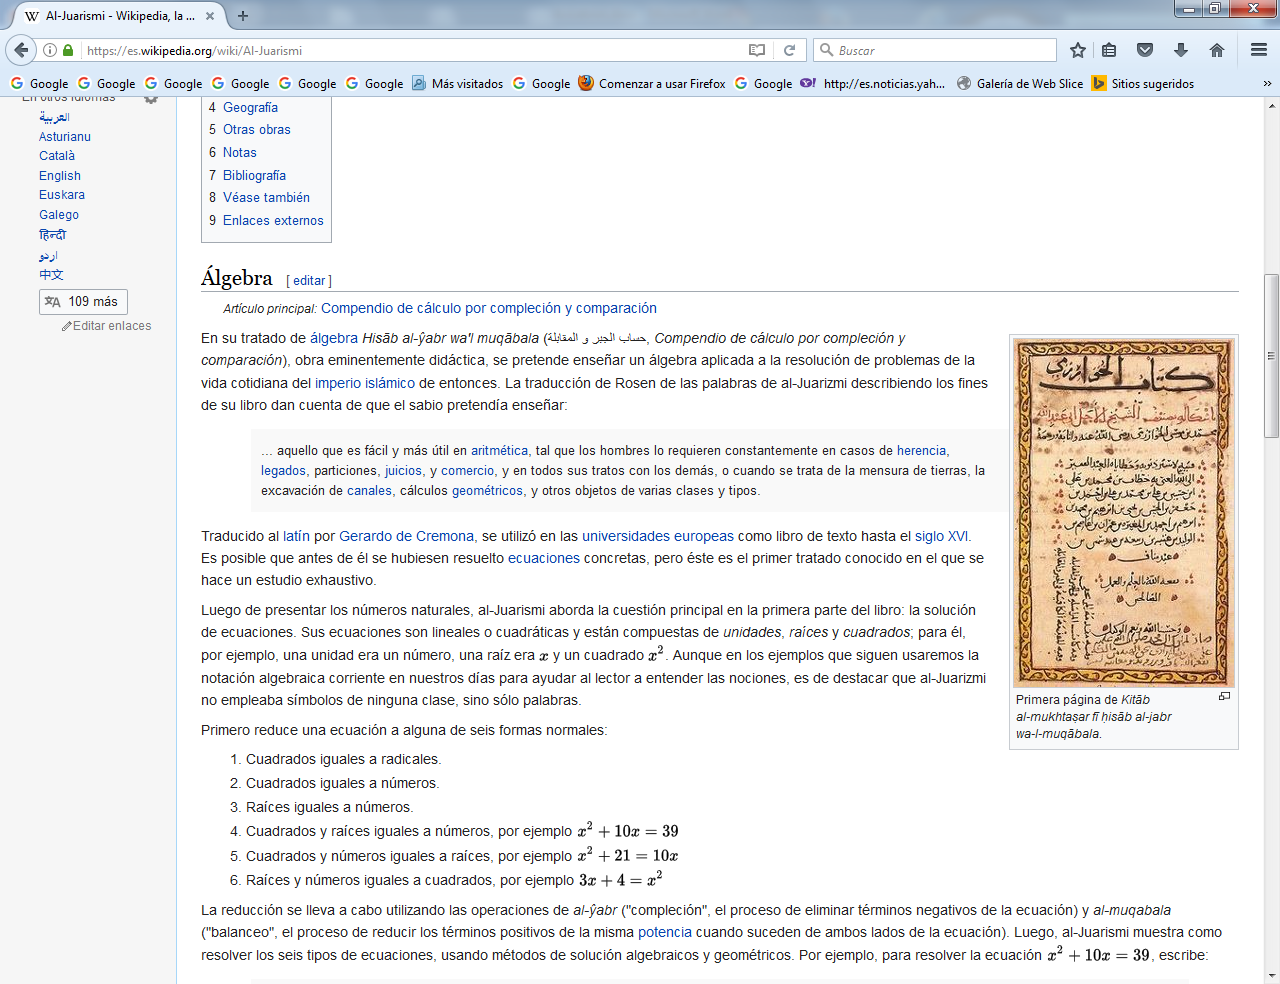 Al-Juarismi - Wikipedia, la ...
https://es.wikipedia.org/wiki/Al-Juarismi
Buscar
Google
Google
Google
Google
Google
Google
Más visitados
Google
Comenzar a usar Firefox
Google
http://es.noticias.yah...
Galería de Web Slice
Sitios sugeridos
En otros idiomas
العربية
Asturianu
Català
English
Euskara
Galego
हिन्दी
اردو
中文
109 más
Editar enlaces
4 Geografía
5 Otras obras
6 Notas
7 Bibliografía
8 Véase también
9 Enlaces externos
Álgebra [ editar ]
Artículo principal: Compendio de cálculo por compleción y comparación
En su tratado de álgebra Hisāb al-ŷabr wa'l muqābala (حساب الجبر و المقابلة, Compendio de cálculo por compleción y
comparación), obra eminentemente didáctica, se pretende enseñar un álgebra aplicada a la resolución de problemas de la
vida cotidiana del imperio islámico de entonces. La traducción de Rosen de las palabras de al-Juarizmi describiendo los fines
de su libro dan cuenta de que el sabio pretendía enseñar:
... aquello que es fácil y más útil en aritmética, tal que los hombres lo requieren constantemente en casos de herencia,
legados, particiones, juicios, y comercio, y en todos sus tratos con los demás, o cuando se trata de la mensura de tierras, la
excavación de canales, cálculos geométricos, y otros objetos de varias clases y tipos.
Traducido al latín por Gerardo de Cremona, se utilizó en las universidades europeas como libro de texto hasta el siglo XVI.
Es posible que antes de él se hubiesen resuelto ecuaciones concretas, pero éste es el primer tratado conocido en el que se
hace un estudio exhaustivo.
Luego de presentar los números naturales, al-Juarismi aborda la cuestión principal en la primera parte del libro: la solución
de ecuaciones. Sus ecuaciones son lineales o cuadráticas y están compuestas de unidades, raíces y cuadrados; para él,
por ejemplo, una unidad era un número, una raíz era x y un cuadrado x². Aunque en los ejemplos que siguen usaremos la
notación algebraica corriente en nuestros días para ayudar al lector a entender las nociones, es de destacar que al-Juarizmi
no empleaba símbolos de ninguna clase, sino sólo palabras.
Primero reduce una ecuación a alguna de seis formas normales:
1. Cuadrados iguales a radicales.
2. Cuadrados iguales a números.
3. Raíces iguales a números.
4. Cuadrados y raíces iguales a números, por ejemplo x² + 10x = 39
5. Cuadrados y números iguales a raíces, por ejemplo x² + 21 = 10x
6. Raíces y números iguales a cuadrados, por ejemplo 3x + 4 = x²
La reducción se lleva a cabo utilizando las operaciones de al-ŷabr ("compleción", el proceso de eliminar términos negativos de la ecuación) y al-muqabala
("balanceo", el proceso de reducir los términos positivos de la misma potencia cuando suceden de ambos lados de la ecuación). Luego, al-Juarismi muestra como
resolver los seis tipos de ecuaciones, usando métodos de solución algebraicos y geométricos. Por ejemplo, para resolver la ecuación x² + 10x = 39, escribe:
Primera página de Kitāb
al-mukhtaṣar fī ḥisāb al-jabr
wa-l-muqābala.